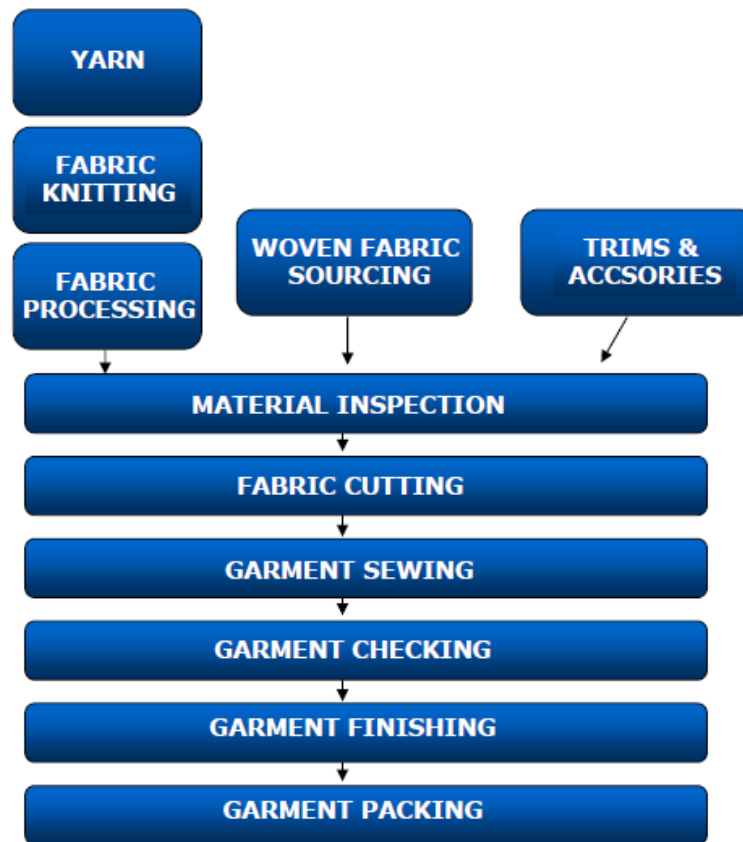 YARN
FABRIC
KNITTING
FABRIC
PROCESSING
WOVEN FABRIC
SOURCING
TRIMS &
ACCSORIES
MATERIAL INSPECTION
FABRIC CUTTING
GARMENT SEWING
GARMENT CHECKING
GARMENT FINISHING
GARMENT PACKING